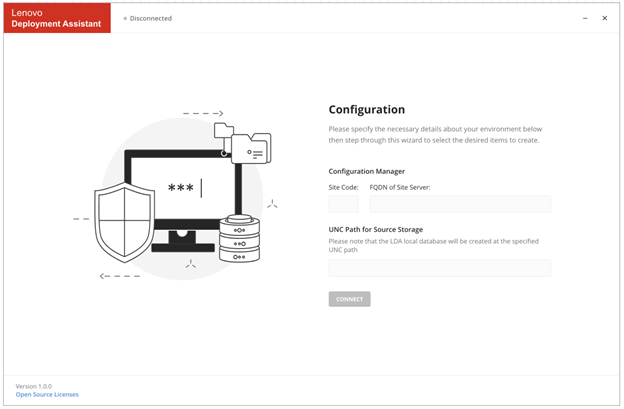 Lenovo
Deployment Assistant
Disconnected
Configuration
Please specify the necessary details about your environment below
then step through this wizard to select the desired items to create.
Configuration Manager
Site Code: FQDN of Site Server:
***
UNC Path for Source Storage
Please note that the LDA local database will be created at the specified
UNC path
CONNECT
Version 1.0.0
Open Source Licenses